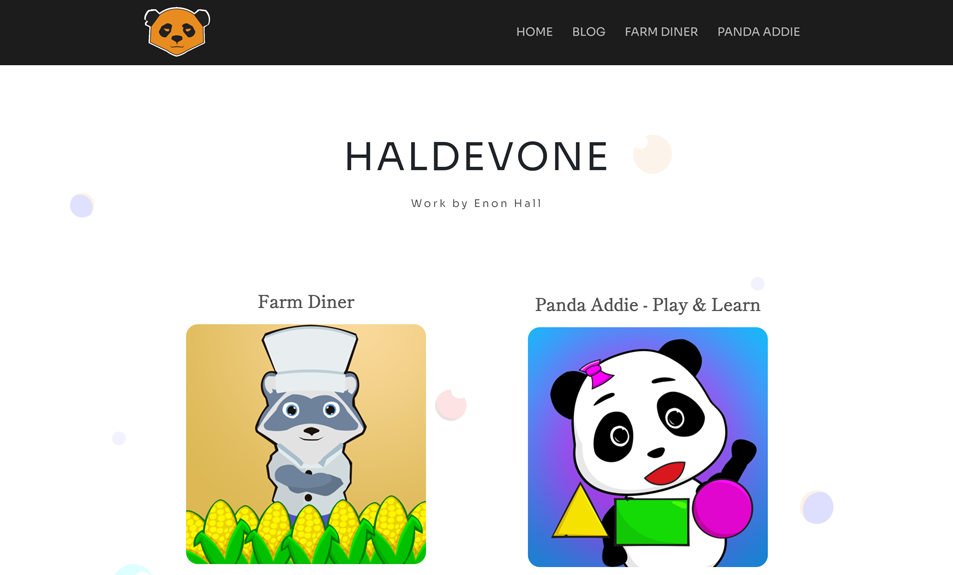 HOME BLOG FARM DINER PANDA ADDIE
HALDEVONE
Work by Enon Hall
Farm Diner
Panda Addie - Play & Learn